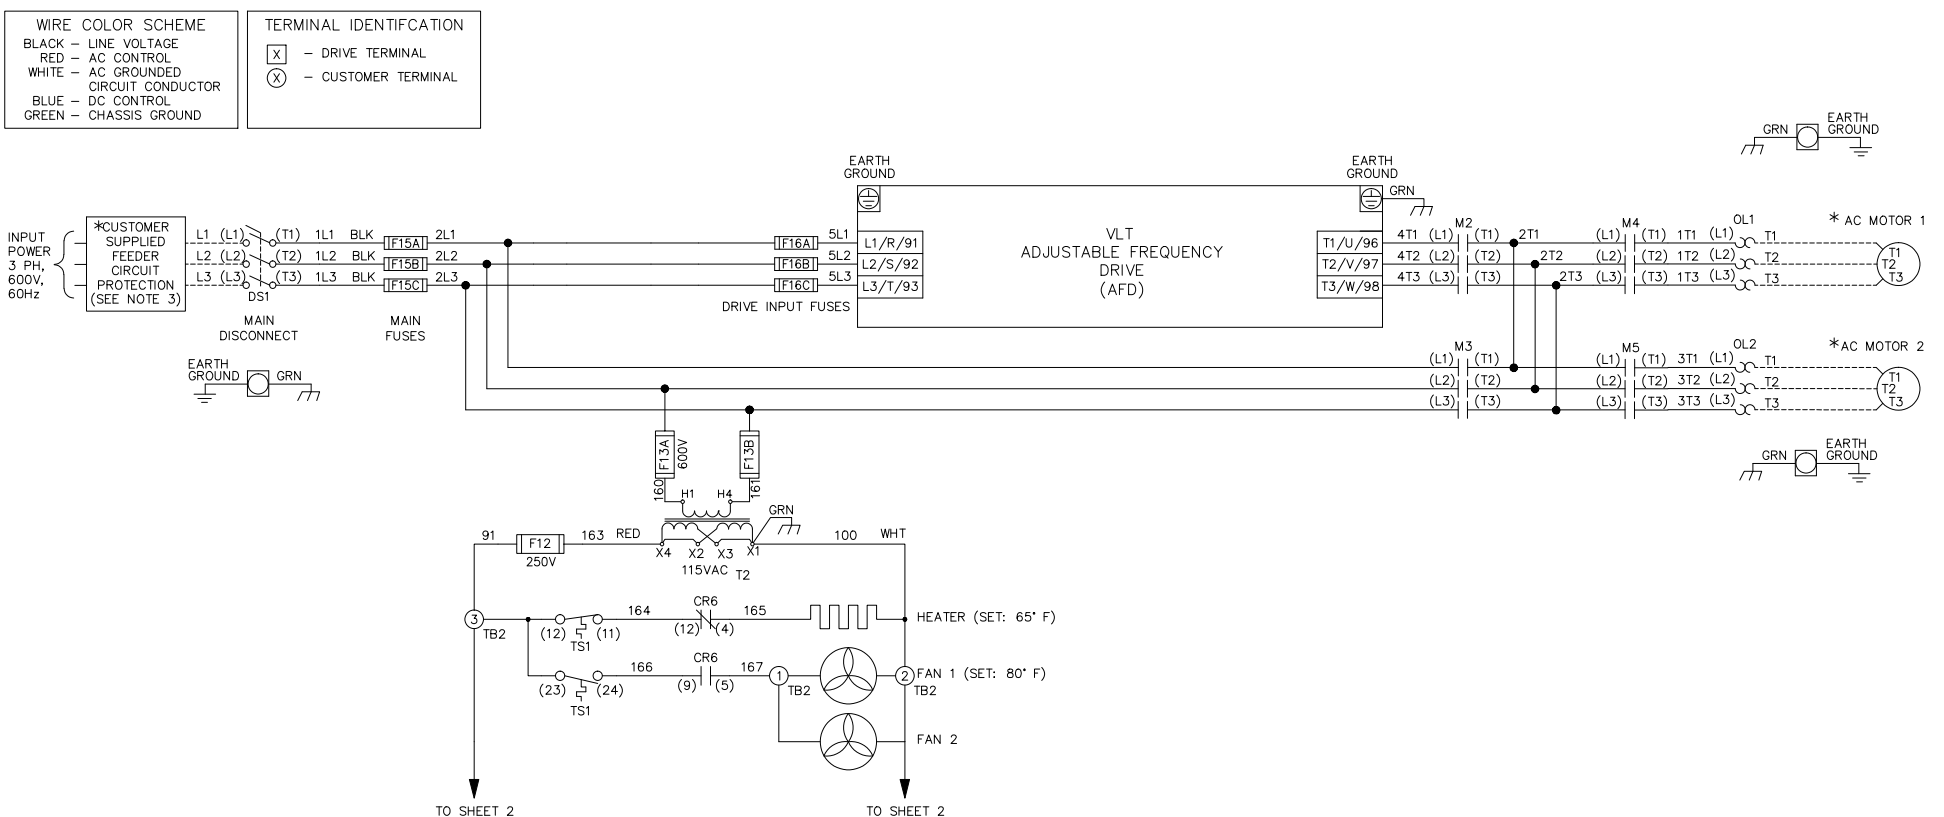 WIRE COLOR SCHEME
BLACK – LINE VOLTAGE
RED – AC CONTROL
WHITE – AC GROUNDED
CIRCUIT CONDUCTOR
BLUE – DC CONTROL
GREEN – CHASSIS GROUND
TERMINAL IDENTIFCATION
X – DRIVE TERMINAL
X – CUSTOMER TERMINAL
GRN
EARTH
GROUND
EARTH
GROUND
EARTH
GROUND
GRN
INPUT
POWER
3 PH,
600V,
60Hz
*CUSTOMER
SUPPLIED
FEEDER
CIRCUIT
PROTECTION
(SEE NOTE 3)
L1 (L1) (T1) 1L1 BLK F15A 2L1
L2 (L2) (T2) 1L2 BLK F15B 2L2
L3 (L3) (T3) 1L3 BLK F15C 2L3
DS1
MAIN
DISCONNECT
MAIN
FUSES
F16A 5L1 L1/R/91
F16B 5L2 L2/S/92
F16C 5L3 L3/T/93
DRIVE INPUT FUSES
VLT
ADJUSTABLE FREQUENCY
DRIVE
(AFD)
M2 M4 OL1 * AC MOTOR 1
T1/U/96 4T1 (L1) (T1) 2T1 (L1) (T1) 1T1 (L1) T1
T2/V/97 4T2 (L2) (T2) 2T2 (L2) (T2) 1T2 (L2) T2
T3/W/98 4T3 (L3) (T3) 2T3 (L3) (T3) 1T3 (L3) T3
T1
T2
T3
M3 M5 OL2 *AC MOTOR 2
(L1) (T1) (L1) (T1) 3T1 (L1) T1
(L2) (T2) (L2) (T2) 3T2 (L2) T2
(L3) (T3) (L3) (T3) 3T3 (L3) T3
T1
T2
T3
EARTH
GROUND
GRN
GRN
EARTH
GROUND
F13A
600V
F13B
160
161
H1 H4
GRN
91 F12 163 RED
250V
X4 X2 X3 X1
100 WHT
115VAC T2
3
TB2
164 CR6 165
(12) (11) (12) (4)
TS1
HEATER (SET: 65° F)
166 CR6 167
(23) (24) (9) (5)
TS1
1
TB2
2
TB2
FAN 1 (SET: 80° F)
FAN 2
TO SHEET 2
TO SHEET 2